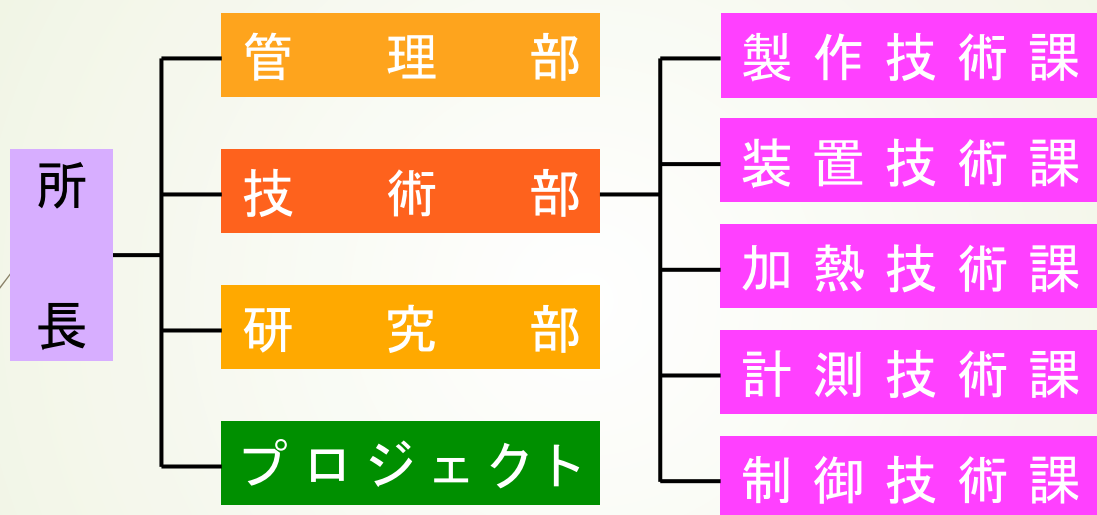 所長
管理部
技術部
研究部
プロジェクト
製作技術課
装置技術課
加熱技術課
計測技術課
制御技術課